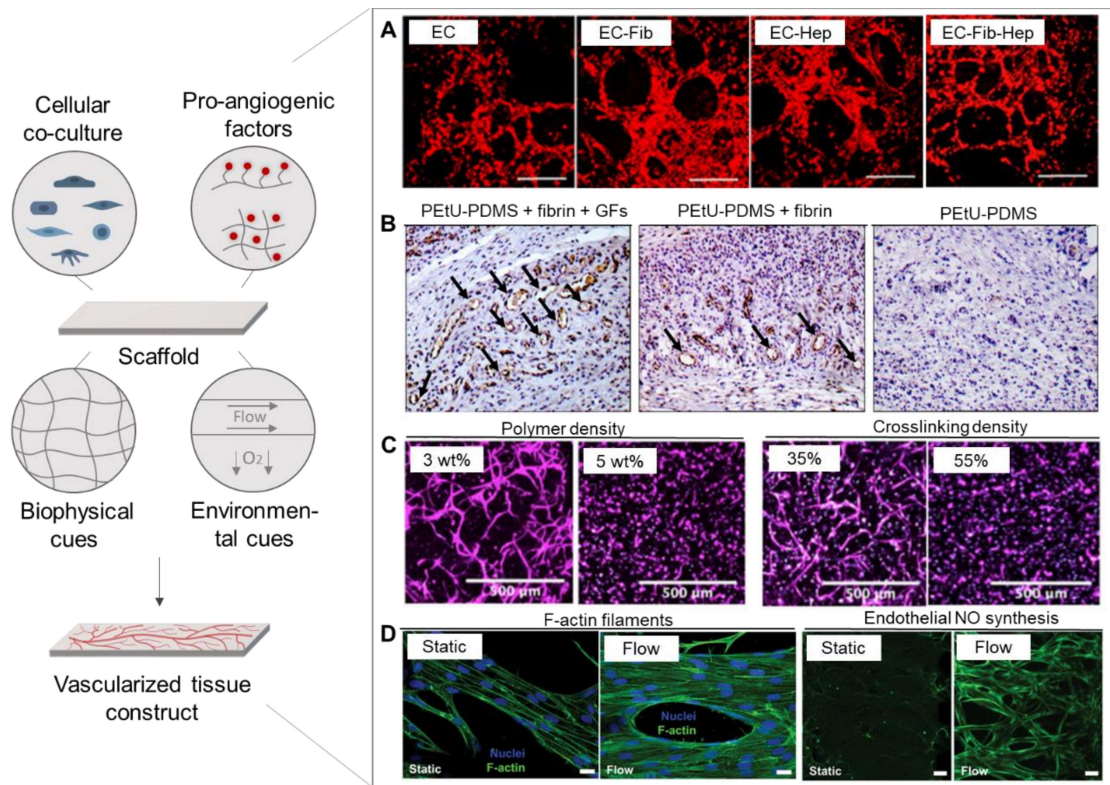 Cellular
co-culture
Pro-angiogenic
factors
Scaffold
Flow
O2
Biophysical
cues
Environmen-
tal cues
Vascularized tissue
construct
A
EC
EC-Fib
EC-Hep
EC-Fib-Hep
B
PEtU-PDMS + fibrin + GFs
PEtU-PDMS + fibrin
PEtU-PDMS
C
Polymer density
Crosslinking density
3 wt%
5 wt%
35%
55%
500 µm
500 µm
500 µm
500 µm
D
F-actin filaments
Endothelial NO synthesis
Static
Flow
Static
Flow
Nuclei
F-actin
Static
Nuclei
F-actin
Flow
Static
Flow